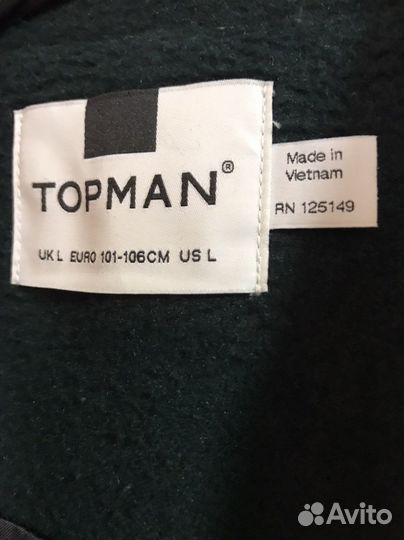 TOPMAN®
UK L EURO 101-106CM US L
Made in
Vietnam
RN 125149
Avito